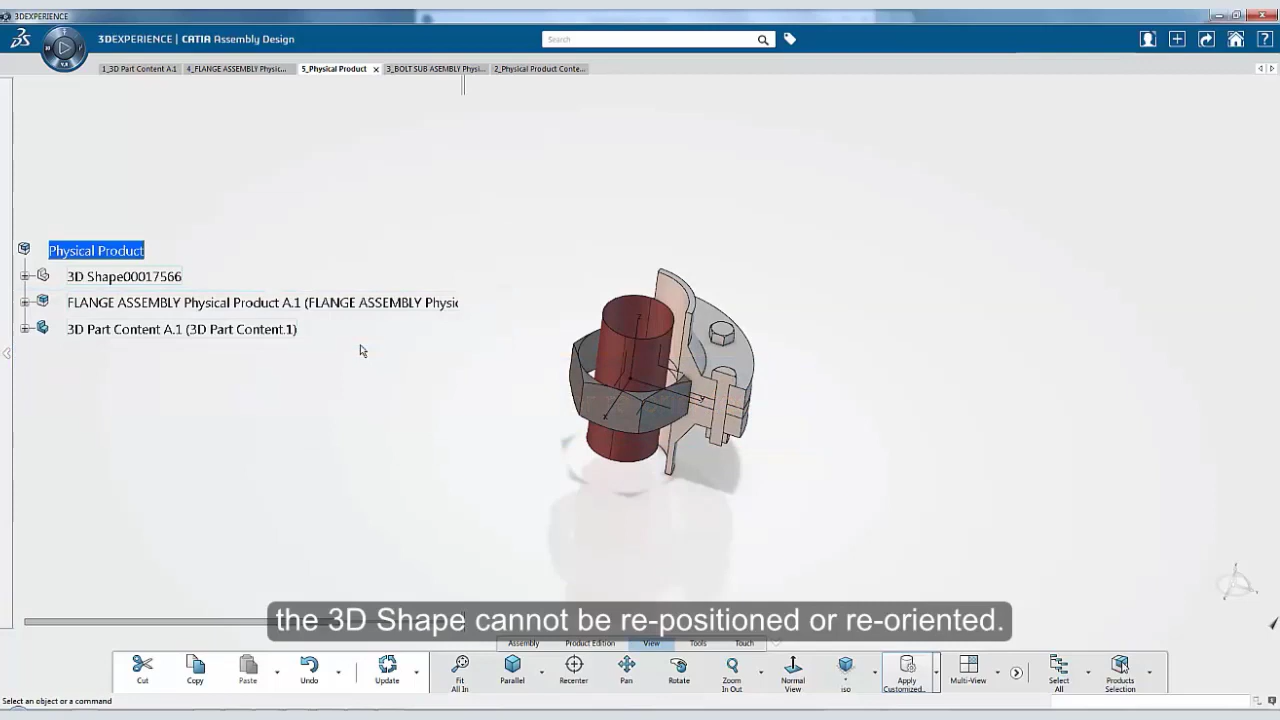 3DEXPERIENCE
3DEXPERIENCE | CATIA Assembly Design
Search
1_3D Part Content A.1
4_FLANGE ASSEMBLY Physic...
5_Physical Product
3_BOLT SUB ASEMBLY Physi...
2_Physical Product Conte...
Physical Product
3D Shape00017566
FLANGE ASSEMBLY Physical Product A.1 (FLANGE ASSEMBLY Physic
3D Part Content A.1 (3D Part Content.1)
the 3D Shape cannot be re-positioned or re-oriented.
Assembly Product Edition View Tools Touch
Cut
Copy
Paste
Undo
Update
Fit All In
Parallel
Recenter
Pan
Rotate
Zoom In Out
Normal View
iso
Apply Customized...
Multi-View
Select All
Products Selection
Select an object or a command